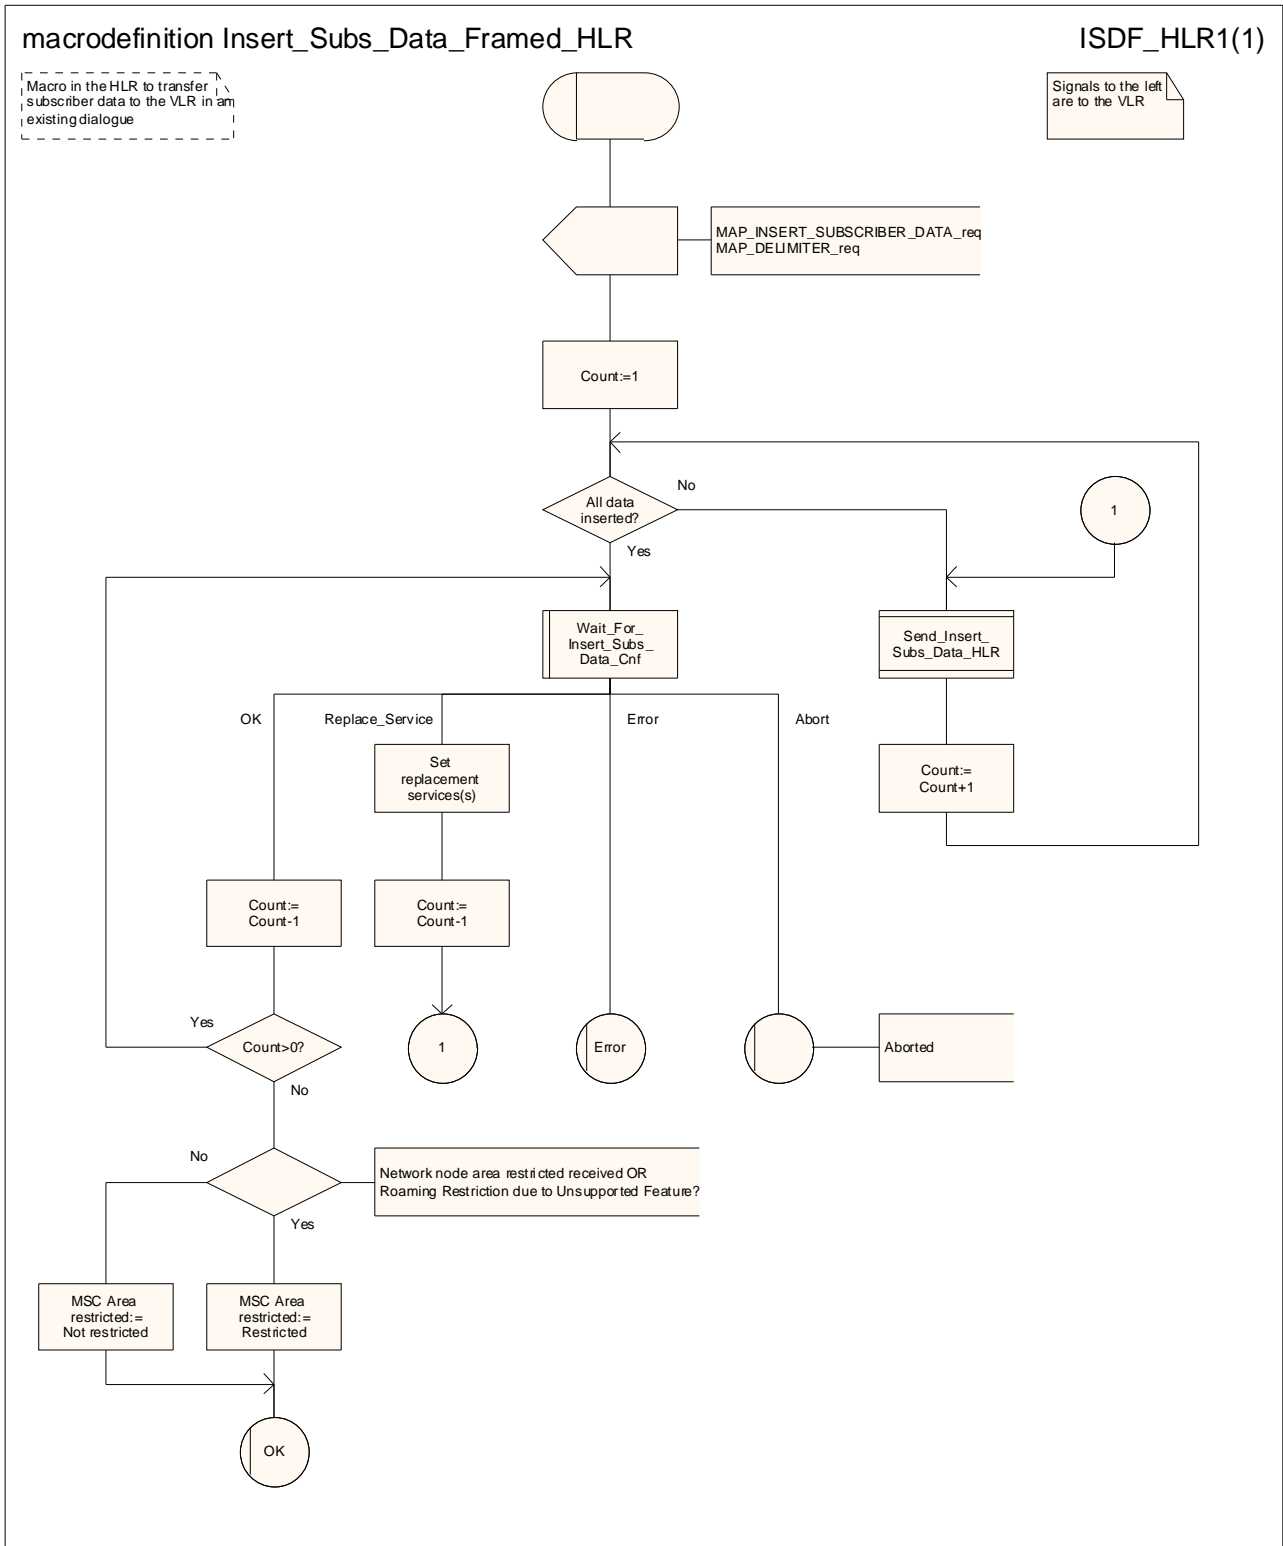 macrodefinition Insert_Subs_Data_Framed_HLR
ISDF_HLR1(1)
Macro in the HLR to transfer
subscriber data to the VLR in an
existing dialogue
Signals to the left
are to the VLR
MAP_INSERT_SUBSCRIBER_DATA_req
MAP_DELIMITER_req
Count:=1
All data
inserted?
No
1
Yes
Wait_For_
Insert_Subs_
Data_Cnf
Send_Insert_
Subs_Data_HLR
OK
Replace_Service
Error
Abort
Set
replacement
services(s)
Count:=
Count+1
Count:=
Count-1
Count:=
Count-1
Yes
Count>0?
1
Error
Aborted
No
No
Network node area restricted received OR
Roaming Restriction due to Unsupported Feature?
Yes
MSC Area
restricted:=
Not restricted
MSC Area
restricted:=
Restricted
OK